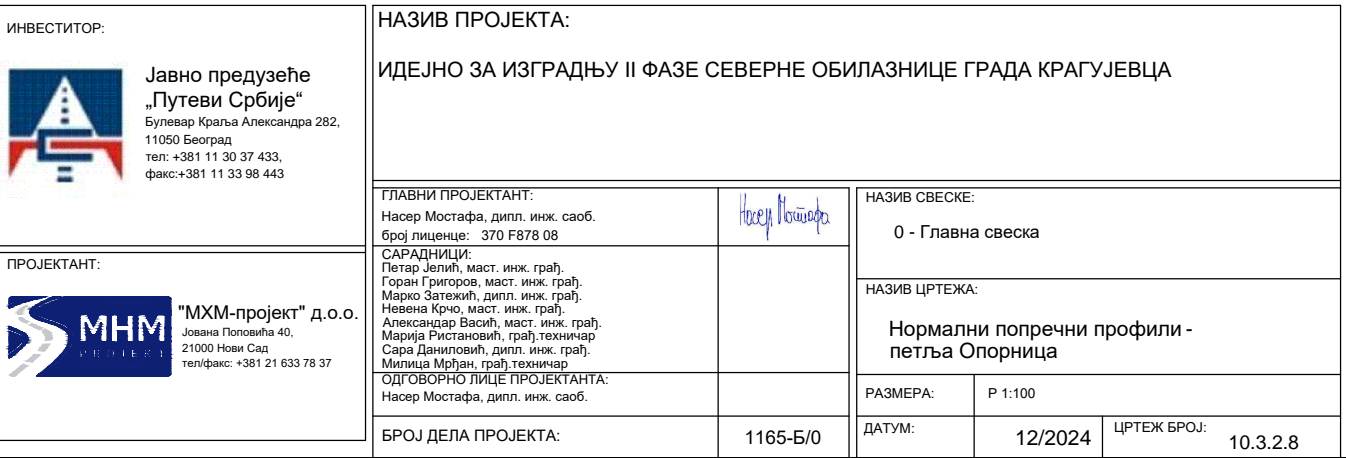 ИНВЕСТИТОР:
Јавно предузеће
„Путеви Србије“
Булевар Краља Александра 282,
11050 Београд
тел: +381 11 30 37 433,
факс:+381 11 33 98 443
ПРОЈЕКТАНТ:
МНМ
PROJEKT
"МХМ-пројект" д.о.о.
Јована Поповића 40,
21000 Нови Сад
тел/факс: +381 21 633 78 37
НАЗИВ ПРОЈЕКТА:
ИДЕЈНО ЗА ИЗГРАДЊУ II ФАЗЕ СЕВЕРНЕ ОБИЛАЗНИЦЕ ГРАДА КРАГУЈЕВЦА
ГЛАВНИ ПРОЈЕКТАНТ:
Насер Мостафа, дипл. инж. саоб.
број лиценце: 370 F878 08
Насер Мостафа
САРАДНИЦИ:
Петар Јелић, маст. инж. грађ.
Горан Григоров, маст. инж. грађ.
Марко Затежић, дипл. инж. грађ.
Невена Крчо, маст. инж. грађ.
Александар Васић, маст. инж. грађ.
Марија Ристановић, грађ.техничар
Сара Даниловић, дипл. инж. грађ.
Милица Мрђан, грађ.техничар
ОДГОВОРНО ЛИЦЕ ПРОЈЕКТАНТА:
Насер Мостафа, дипл. инж. саоб.
БРОЈ ДЕЛА ПРОЈЕКТА: 1165-Б/0
НАЗИВ СВЕСКЕ:
0 - Главна свеска
НАЗИВ ЦРТЕЖА:
Нормални попречни профили -
петља Опорница
РАЗМЕРА: Р 1:100
ДАТУМ: 12/2024 ЦРТЕЖ БРОЈ: 10.3.2.8